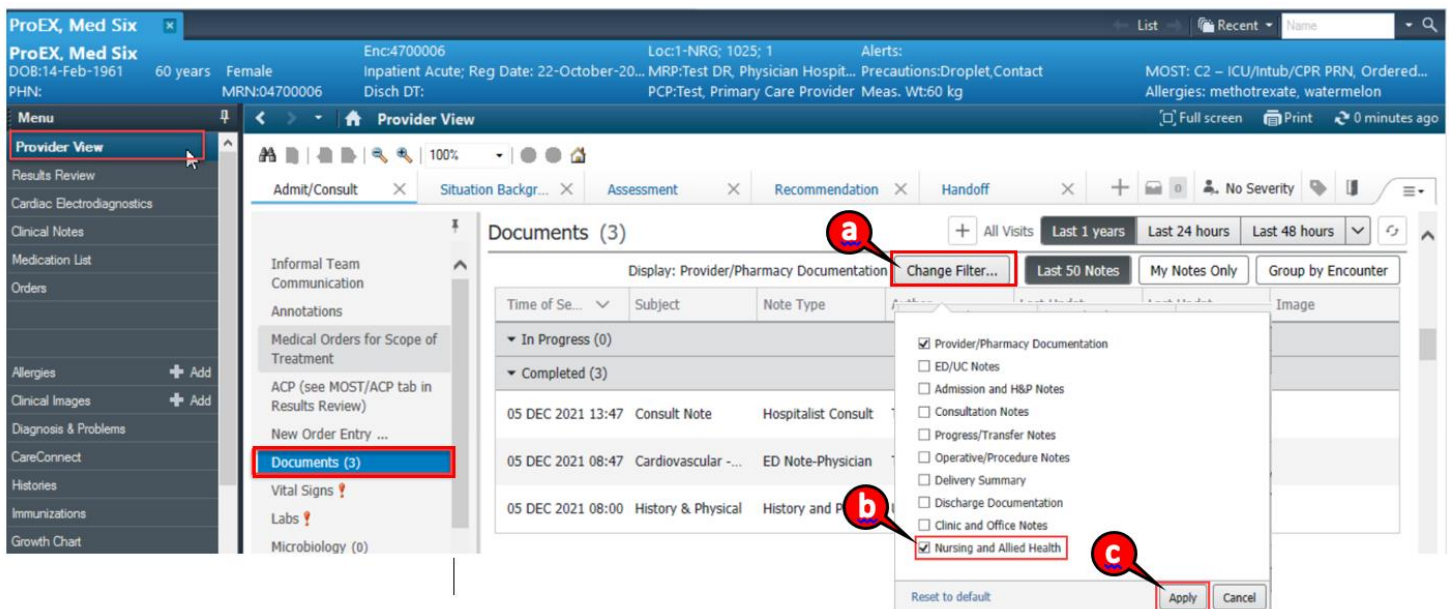 ProEX, Med Six
List Recent Name
ProEX, Med Six Enc:4700006 Loc:1-NRG; 1025; 1 Alerts:
DOB:14-Feb-1961 60 years Female Inpatient Acute; Reg Date: 22-October-20... MRP:Test DR, Physician Hospit... Precautions:Droplet,Contact MOST: C2 – ICU/Intub/CPR PRN, Ordered...
PHN: MRN:04700006 Disch DT: PCP:Test, Primary Care Provider Meas. Wt:60 kg Allergies: methotrexate, watermelon
Menu
Provider View
Full screen Print 0 minutes ago
Provider View
Results Review
Cardiac Electrodiagnostics
Clinical Notes
Medication List
Orders
Allergies Add
Clinical Images Add
Diagnosis & Problems
CareConnect
Histories
Immunizations
Growth Chart
100%
Admit/Consult Situation Backgr... Assessment Recommendation Handoff 0 No Severity
Informal Team
Communication
Annotations
Medical Orders for Scope of
Treatment
ACP (see MOST/ACP tab in
Results Review)
New Order Entry ...
Documents (3)
Vital Signs
Labs
Microbiology (0)
Documents (3) a All Visits Last 1 years Last 24 hours Last 48 hours
Display: Provider/Pharmacy Documentation Change Filter... Last 50 Notes My Notes Only Group by Encounter
Time of Se... Subject Note Type Image
In Progress (0)
Completed (3)
05 DEC 2021 13:47 Consult Note Hospitalist Consult
05 DEC 2021 08:47 Cardiovascular -... ED Note-Physician
05 DEC 2021 08:00 History & Physical History and P
Provider/Pharmacy Documentation
ED/UC Notes
Admission and H&P Notes
Consultation Notes
Progress/Transfer Notes
Operative/Procedure Notes
Delivery Summary
Discharge Documentation
Clinic and Office Notes
b Nursing and Allied Health
c
Reset to default Apply Cancel